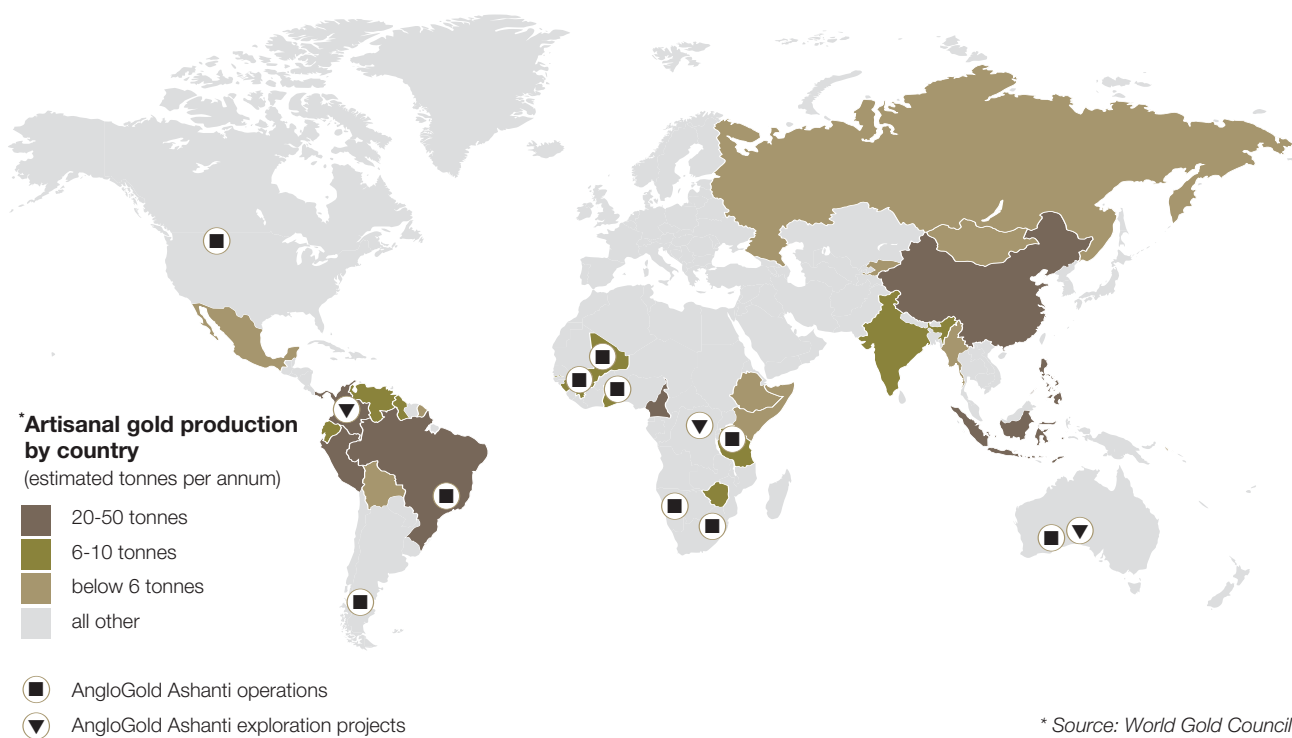 *Artisanal gold production
by country
(estimated tonnes per annum)
20-50 tonnes
6-10 tonnes
below 6 tonnes
all other
AngloGold Ashanti operations
AngloGold Ashanti exploration projects
* Source: World Gold Council